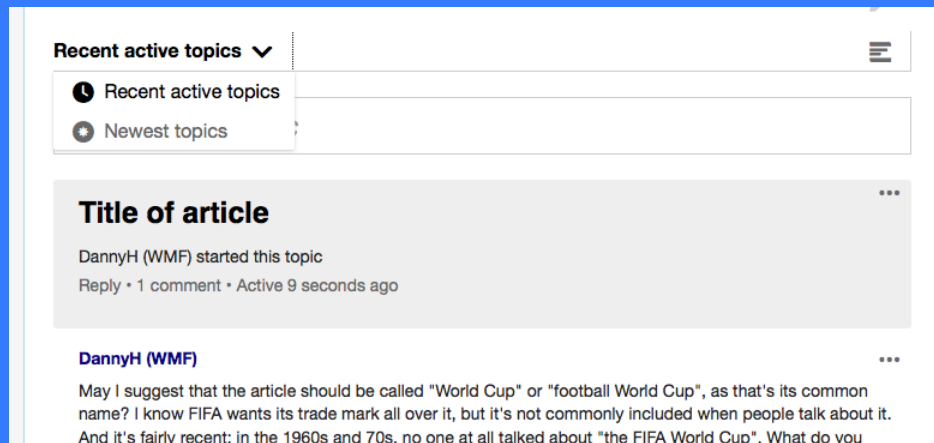 Recent active topics
Recent active topics
Newest topics
Title of article
DannyH (WMF) started this topic
Reply • 1 comment • Active 9 seconds ago
DannyH (WMF)
May I suggest that the article should be called "World Cup" or "football World Cup", as that's its common
name? I know FIFA wants its trade mark all over it, but it's not commonly included when people talk about it.
And it's fairly recent: in the 1960s and 70s, no one at all talked about "the FIFA World Cup". What do you